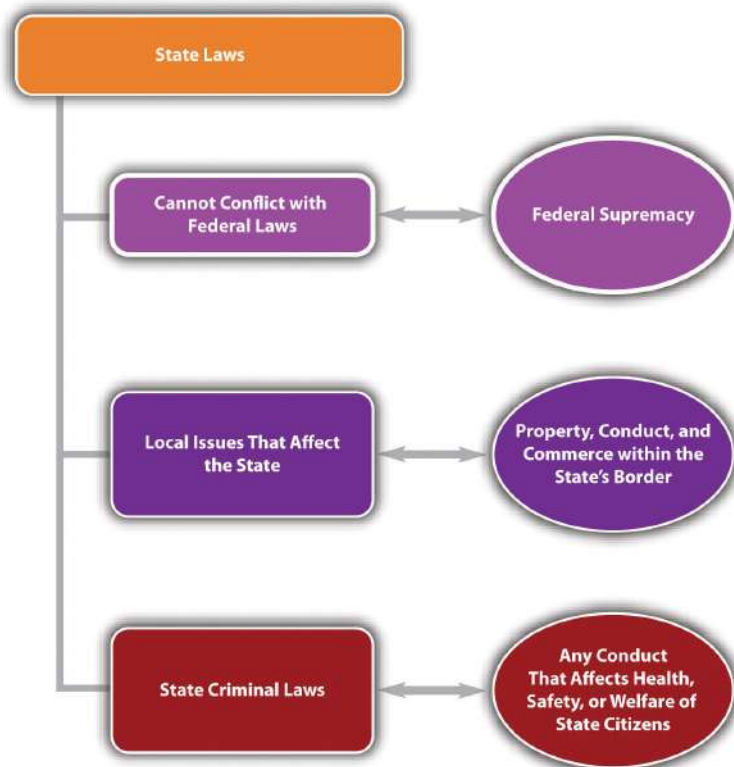 State Laws
Cannot Conflict with
Federal Laws
Federal Supremacy
Local Issues That Affect
the State
Property, Conduct, and
Commerce within the
State's Border
State Criminal Laws
Any Conduct
That Affects Health,
Safety, or Welfare of
State Citizens